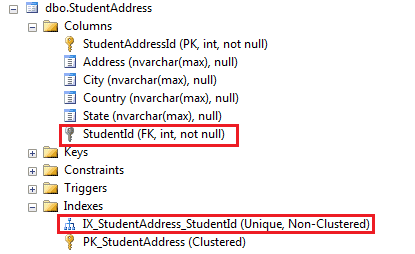 dbo.StudentAddress
Columns
StudentAddressId (PK, int, not null)
Address (nvarchar(max), null)
City (nvarchar(max), null)
Country (nvarchar(max), null)
State (nvarchar(max), null)
StudentId (FK, int, not null)
Keys
Constraints
Triggers
Indexes
IX_StudentAddress_StudentId (Unique, Non-Clustered)
PK_StudentAddress (Clustered)